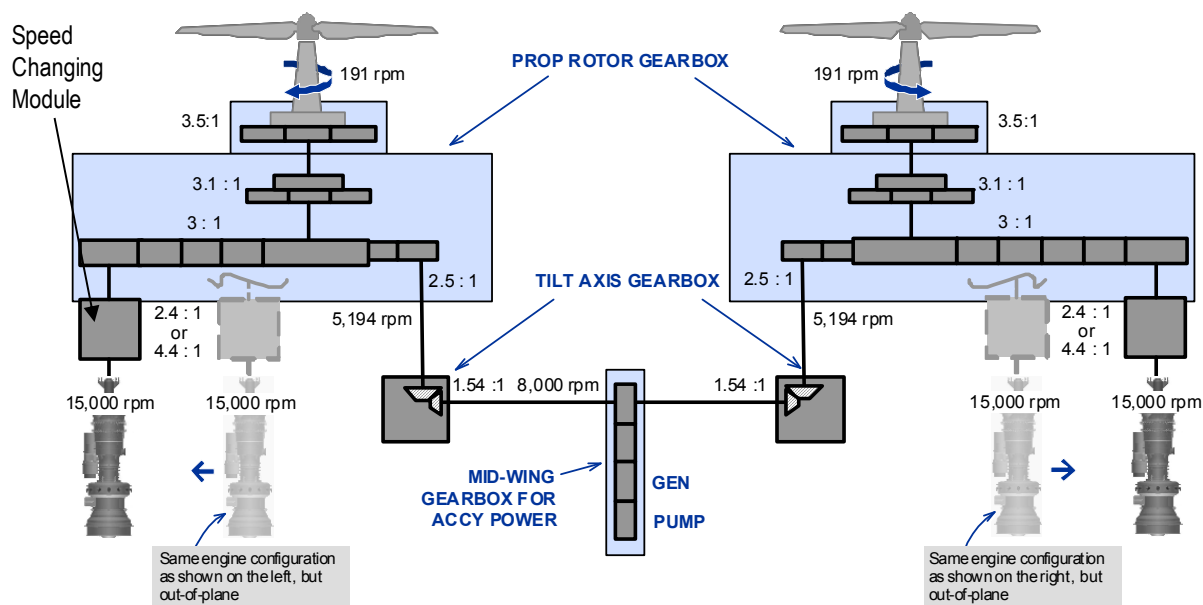 Speed
Changing
Module
191 rpm
PROP ROTOR GEARBOX
191 rpm
3.5:1
3.5:1
3.1 : 1
3.1 : 1
3 : 1
3 : 1
2.5 : 1
TILT AXIS GEARBOX
2.5 : 1
2.4 : 1
or
4.4 : 1
5,194 rpm
5,194 rpm
2.4 : 1
or
4.4 : 1
1.54 :1
8,000 rpm
1.54 :1
15,000 rpm
15,000 rpm
15,000 rpm
15,000 rpm
MID-WING
GEARBOX FOR
ACCY POWER
GEN
PUMP
Same engine configuration
as shown on the left, but
out-of-plane
Same engine configuration
as shown on the right, but
out-of-plane